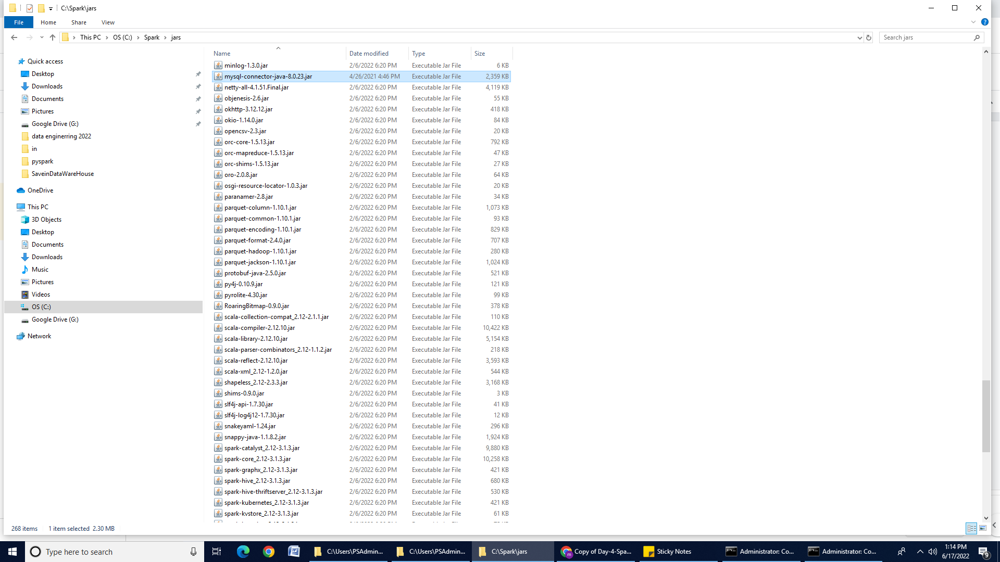 C:\Spark\jars
File Home Share View
This PC OS (C:) Spark jars
Search jars
Quick access
Desktop
Downloads
Documents
Pictures
Google Drive (G:)
data enginerring 2022
in
pyspark
SaveinDataWareHouse
OneDrive
This PC
3D Objects
Desktop
Documents
Downloads
Music
Pictures
Videos
OS (C:)
Google Drive (G:)
Network
Name Date modified Type Size
minlog-1.3.0.jar 2/6/2022 6:20 PM Executable Jar File 6 KB
mysql-connector-java-8.0.23.jar 4/26/2021 4:46 PM Executable Jar File 2,359 KB
netty-all-4.1.51.Final.jar 2/6/2022 6:20 PM Executable Jar File 4,119 KB
objenesis-2.6.jar 2/6/2022 6:20 PM Executable Jar File 55 KB
okhttp-3.12.12.jar 2/6/2022 6:20 PM Executable Jar File 418 KB
okio-1.14.0.jar 2/6/2022 6:20 PM Executable Jar File 84 KB
opencsv-2.3.jar 2/6/2022 6:20 PM Executable Jar File 20 KB
orc-core-1.5.13.jar 2/6/2022 6:20 PM Executable Jar File 792 KB
orc-mapreduce-1.5.13.jar 2/6/2022 6:20 PM Executable Jar File 47 KB
orc-shims-1.5.13.jar 2/6/2022 6:20 PM Executable Jar File 27 KB
oro-2.0.8.jar 2/6/2022 6:20 PM Executable Jar File 64 KB
osgi-resource-locator-1.0.3.jar 2/6/2022 6:20 PM Executable Jar File 20 KB
paranamer-2.8.jar 2/6/2022 6:20 PM Executable Jar File 34 KB
parquet-column-1.10.1.jar 2/6/2022 6:20 PM Executable Jar File 1,073 KB
parquet-common-1.10.1.jar 2/6/2022 6:20 PM Executable Jar File 93 KB
parquet-encoding-1.10.1.jar 2/6/2022 6:20 PM Executable Jar File 829 KB
parquet-format-2.4.0.jar 2/6/2022 6:20 PM Executable Jar File 707 KB
parquet-hadoop-1.10.1.jar 2/6/2022 6:20 PM Executable Jar File 280 KB
parquet-jackson-1.10.1.jar 2/6/2022 6:20 PM Executable Jar File 1,024 KB
protobuf-java-2.5.0.jar 2/6/2022 6:20 PM Executable Jar File 521 KB
py4j-0.10.9.jar 2/6/2022 6:20 PM Executable Jar File 121 KB
pyrolite-4.30.jar 2/6/2022 6:20 PM Executable Jar File 99 KB
RoaringBitmap-0.9.0.jar 2/6/2022 6:20 PM Executable Jar File 378 KB
scala-collection-compat_2.12-2.1.1.jar 2/6/2022 6:20 PM Executable Jar File 110 KB
scala-compiler-2.12.10.jar 2/6/2022 6:20 PM Executable Jar File 10,422 KB
scala-library-2.12.10.jar 2/6/2022 6:20 PM Executable Jar File 5,154 KB
scala-parser-combinators_2.12-1.1.2.jar 2/6/2022 6:20 PM Executable Jar File 218 KB
scala-reflect-2.12.10.jar 2/6/2022 6:20 PM Executable Jar File 3,593 KB
scala-xml_2.12-1.2.0.jar 2/6/2022 6:20 PM Executable Jar File 544 KB
shapeless_2.12-2.3.3.jar 2/6/2022 6:20 PM Executable Jar File 3,168 KB
shims-0.9.0.jar 2/6/2022 6:20 PM Executable Jar File 3 KB
slf4j-api-1.7.30.jar 2/6/2022 6:20 PM Executable Jar File 41 KB
slf4j-log4j12-1.7.30.jar 2/6/2022 6:20 PM Executable Jar File 12 KB
snakeyaml-1.24.jar 2/6/2022 6:20 PM Executable Jar File 296 KB
snappy-java-1.1.8.2.jar 2/6/2022 6:20 PM Executable Jar File 1,924 KB
spark-catalyst_2.12-3.1.3.jar 2/6/2022 6:20 PM Executable Jar File 9,880 KB
spark-core_2.12-3.1.3.jar 2/6/2022 6:20 PM Executable Jar File 10,258 KB
spark-graphx_2.12-3.1.3.jar 2/6/2022 6:20 PM Executable Jar File 421 KB
spark-hive_2.12-3.1.3.jar 2/6/2022 6:20 PM Executable Jar File 680 KB
spark-hive-thriftserver_2.12-3.1.3.jar 2/6/2022 6:20 PM Executable Jar File 530 KB
spark-kubernetes_2.12-3.1.3.jar 2/6/2022 6:20 PM Executable Jar File 421 KB
spark-kvstore_2.12-3.1.3.jar 2/6/2022 6:20 PM Executable Jar File 61 KB
268 items 1 item selected 2.30 MB
Type here to search
C:\Users\PSAdmin... C:\Users\PSAdmin... C:\Spark\jars Copy of Day-4-Spa... Sticky Notes Administrator: Co... Administrator: Co...
1:14 PM
6/17/2022
9